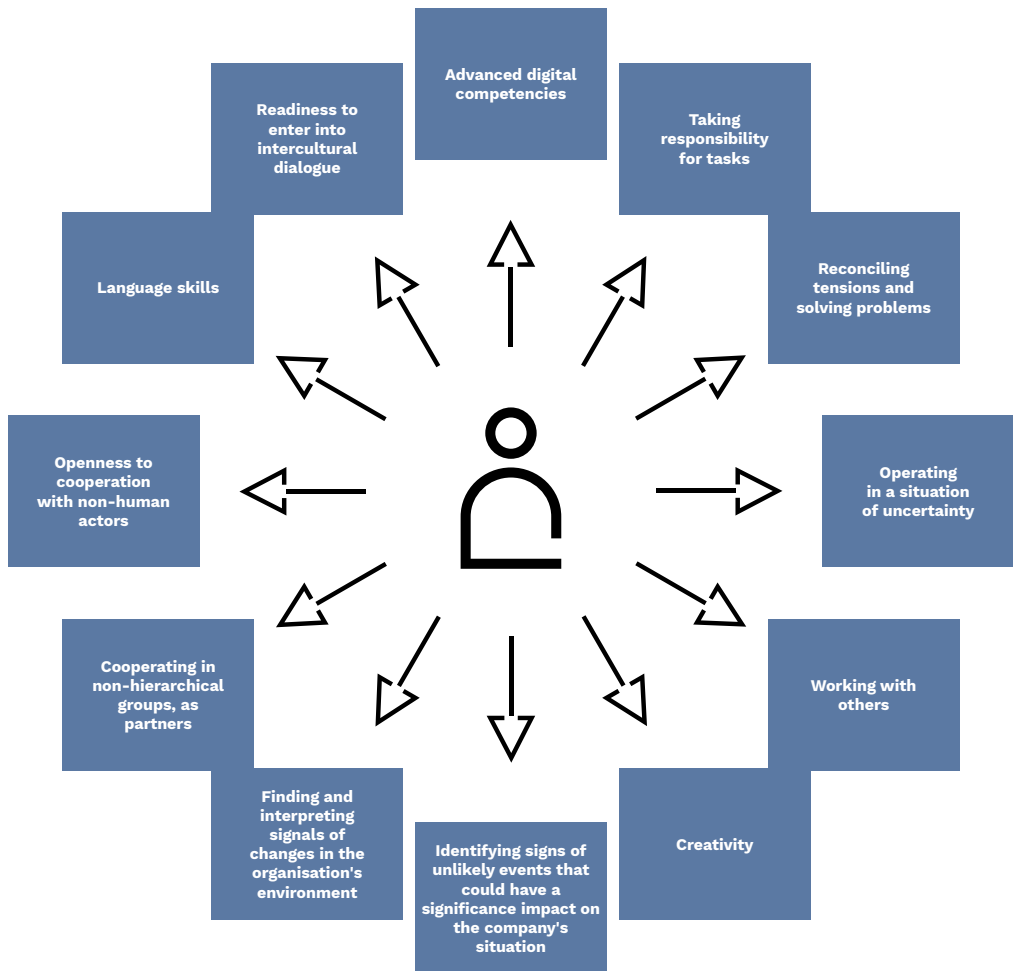 Advanced digital
competencies
Taking
responsibility
for tasks
Reconciling
tensions and
solving problems
Operating
in a situation
of uncertainty
Working with
others
Creativity
Identifying signs of
unlikely events that
could have a
significance impact on
the company's
situation
Finding and
interpreting
signals of
changes in the
organisation's
environment
Cooperating in
non-hierarchical
groups, as
partners
Openness to
cooperation
with non-human
actors
Language skills
Readiness to
enter into
intercultural
dialogue